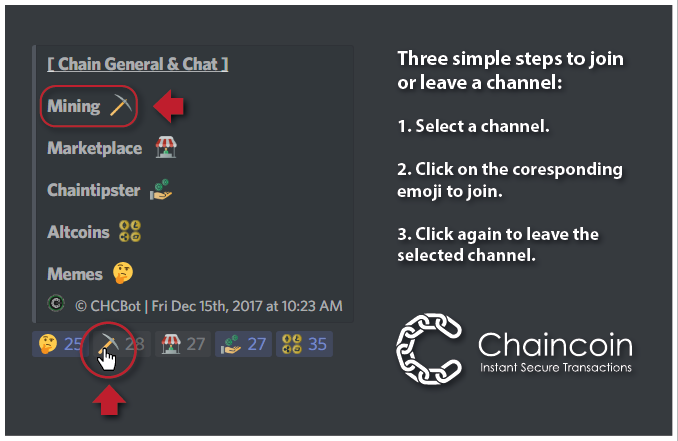 [ Chain General & Chat ]
Mining
Marketplace
Chaintipster
Altcoins
Memes
© CHCBot | Fri Dec 15th, 2017 at 10:23 AM
25 28 27 27 35
Three simple steps to join
or leave a channel:
1. Select a channel.
2. Click on the coresponding
emoji to join.
3. Click again to leave the
selected channel.
Chaincoin
Instant Secure Transactions